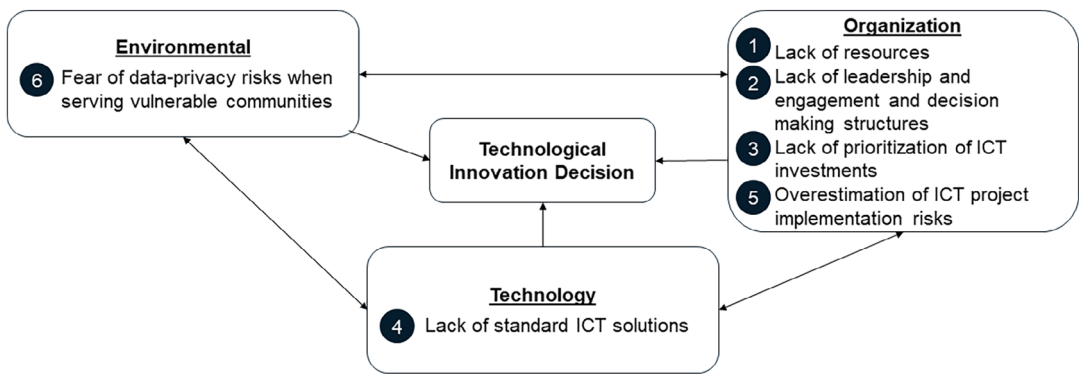 Environmental
6 Fear of data-privacy risks when
serving vulnerable communities
Organization
1 Lack of resources
2 Lack of leadership and
engagement and decision
making structures
3 Lack of prioritization of ICT
investments
5 Overestimation of ICT project
implementation risks
Technological
Innovation Decision
Technology
4 Lack of standard ICT solutions